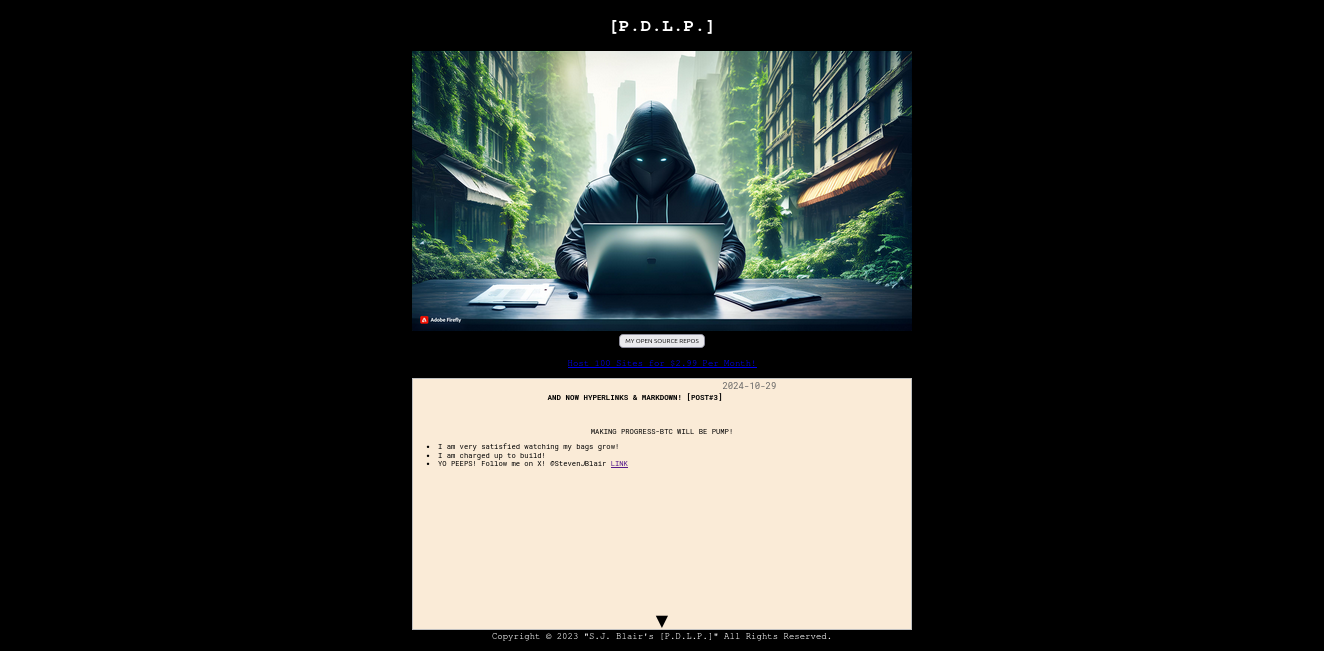 [P.D.L.P.]
Adobe Firefly
MY OPEN SOURCE REPOS
Sites for $2.99 Per Month!
2024-10-29
AND NOW HYPERLINKS & MARKDOWN! [POST#3]
MAKING PROGRESS-BTC WILL BE PUMP!
• I am very satisfied watching my bags grow!
• I am charged up to build!
• YO PEEPS! Follow me on X! @StevenJBlair LINK
▼
Copyright © 2023 "S.J. Blair's [P.D.L.P.]" All Rights Reserved.